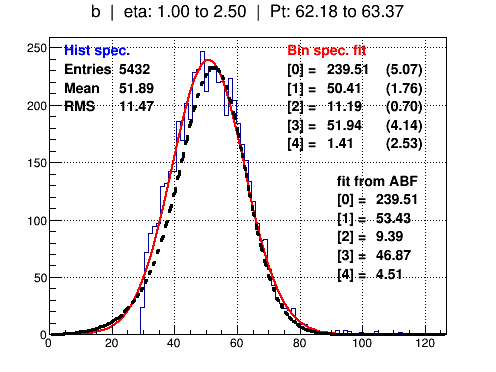 b | eta: 1.00 to 2.50 | Pt: 62.18 to 63.37
Hist spec.
Entries 5432
Mean 51.89
RMS 11.47
Bin spec. fit
[0] = 239.51 (5.07)
[1] = 50.41 (1.76)
[2] = 11.19 (0.70)
[3] = 51.94 (4.14)
[4] = 1.41 (2.53)
fit from ABF
[0] = 239.51
[1] = 53.43
[2] = 9.39
[3] = 46.87
[4] = 4.51
250
200
150
100
50
0
0 20 40 60 80 100 120